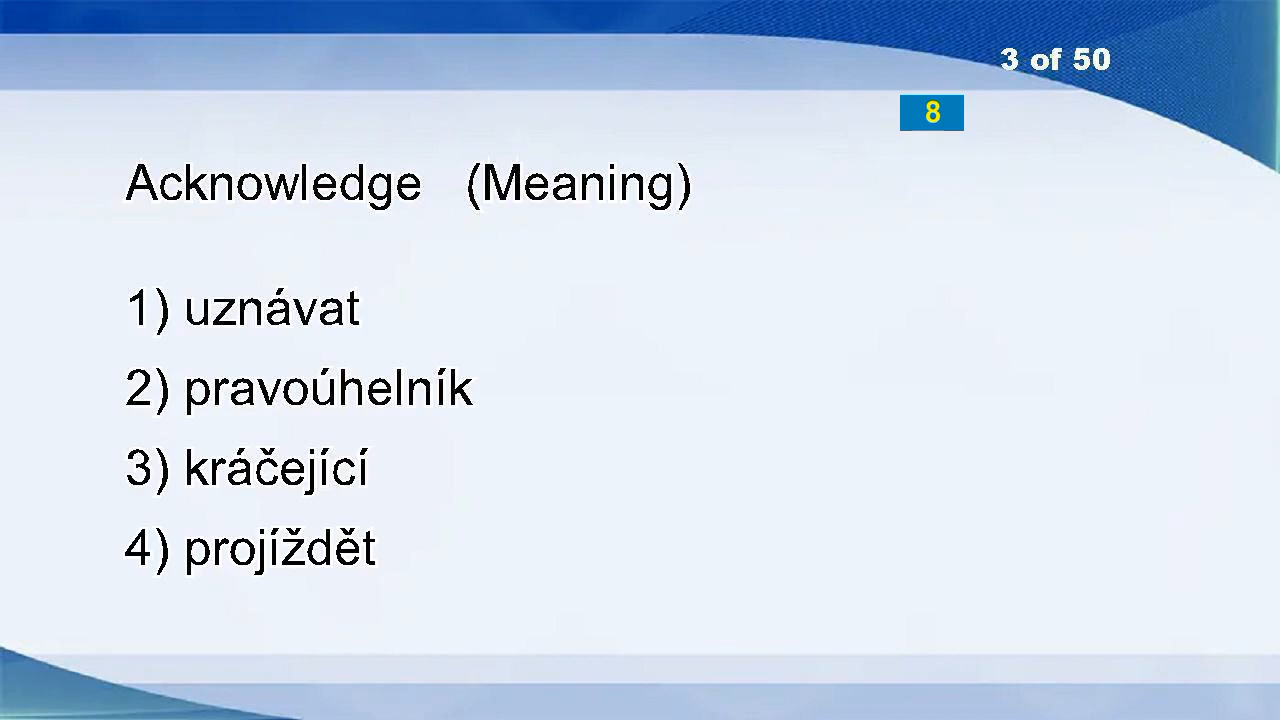 3 of 50
8
Acknowledge (Meaning)
1) uznávat
2) pravoúhelník
3) kráčející
4) projíždět